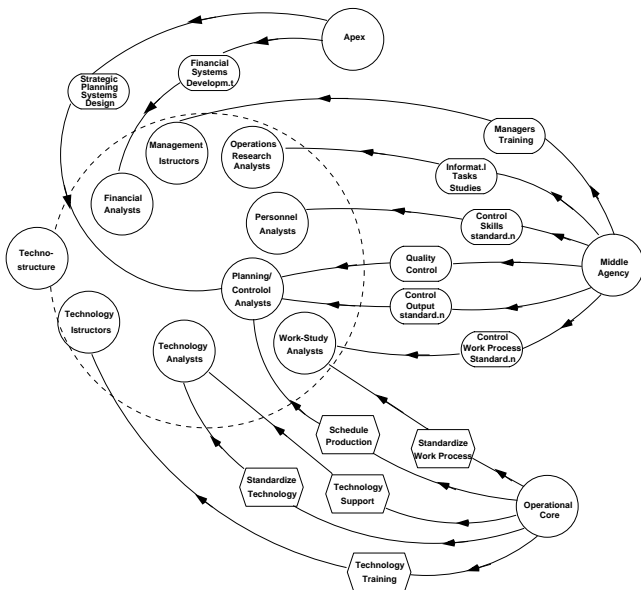 Apex
Strategic
Planning
Systems
Design
Financial
Systems
Developm.t
Managers
Training
Management
Istructors
Operations
Research
Analysts
Informat.l
Tasks
Studies
Financial
Analysts
Personnel
Analysts
Control
Skills
standard.n
Techno-
structure
Planning/
Controlol
Analysts
Quality
Control
Middle
Agency
Control
Output
standard.n
Technology
Istructors
Technology
Analysts
Work-Study
Analysts
Control
Work Process
Standard.n
Schedule
Production
Standardize
Work Process
Standardize
Technology
Technology
Support
Operational
Core
Technology
Training